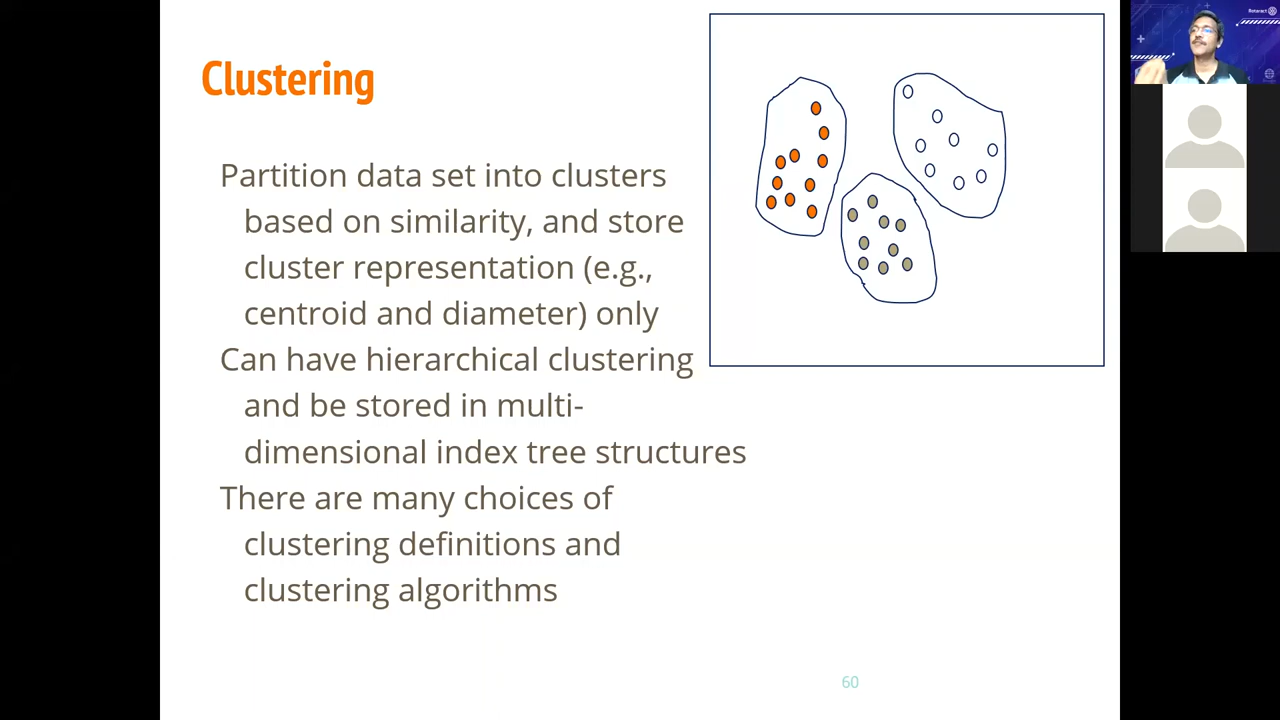 Clustering
Partition data set into clusters
based on similarity, and store
cluster representation (e.g.,
centroid and diameter) only
Can have hierarchical clustering
and be stored in multi-
dimensional index tree structures
There are many choices of
clustering definitions and
clustering algorithms
60
Rotaract